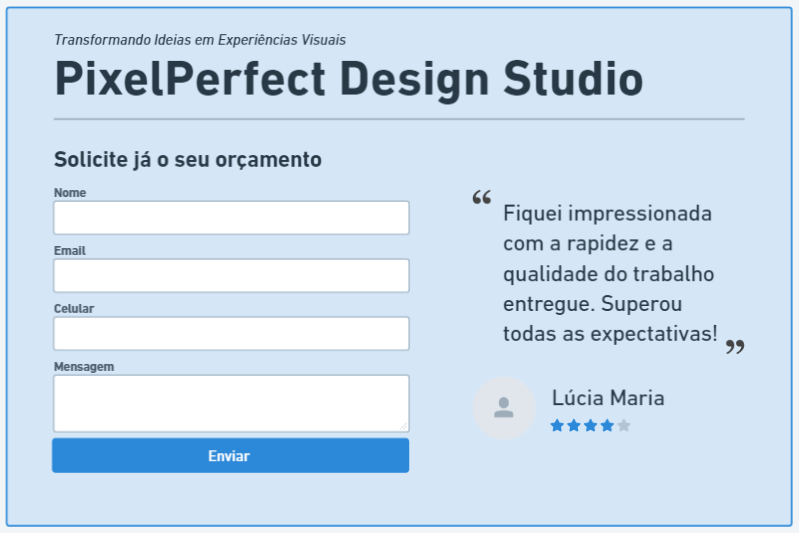 Transformando Ideias em Experiências Visuais
PixelPerfect Design Studio
Solicite já o seu orçamento
Nome
Email
Celular
Mensagem
Enviar
“ Fiquei impressionada
com a rapidez e a
qualidade do trabalho
entregue. Superou
todas as expectativas! ”
Lúcia Maria